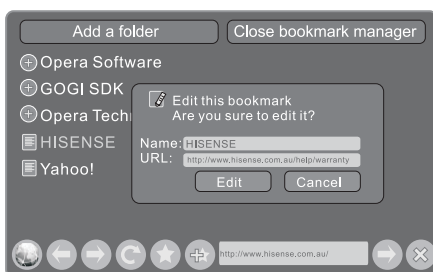 Add a folder
Close bookmark manager
Opera Software
GOGI SDK
Opera Techn
HISENSE
Yahoo!
Edit this bookmark
Are you sure to edit it?
Name: HISENSE
URL: http://www.hisense.com.au/help/warranty
Edit
Cancel
http://www.hisense.com.au/